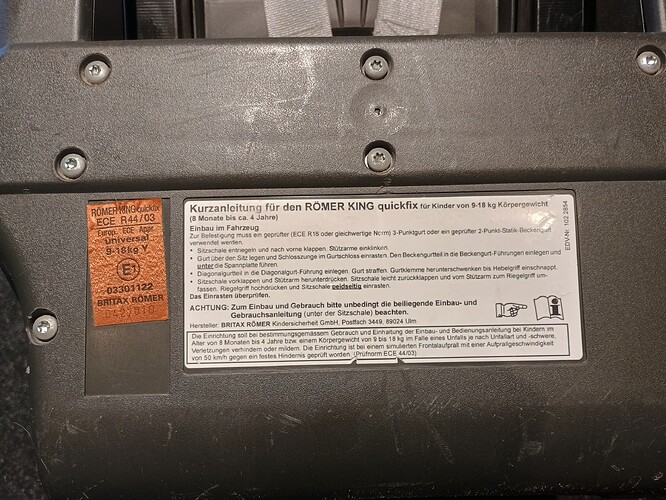 RÖMER KING quickfix
ECE R 44/03
Europ. ECE Appr.
universal
9-18kg Y
E1
03301122
BRITAX RÖMER
Kurzanleitung für den RÖMER KING quickfix für Kinder von 9-18 kg Körpergewicht
(8 Monate bis ca. 4 Jahre)
Einbau im Fahrzeug
Zur Befestigung muss ein geprüfter (ECE R16 oder gleichwertige Norm) 3-Punktgurt oder ein geprüfter 2-Punkt-Statik-Beckengurt
verwendet werden.
• Sitzschale entriegeln und nach vorne klappen. Stützarme einklinken.
• Gurt über den Sitz legen und Schlosszunge im Gurtschloss einrasten. Den Beckengurtteil in die Beckengurt-Führungen einlegen und
unter die Spannplatte führen.
• Diagonalgurtteil in die Diagonalgurt-Führung einlegen. Gurt straffen. Gurtklemme herunterschwenken bis Hebelgriff einschnappt.
• Sitzschale vorklappen und Stützarm herunterdrücken. Sitzschale leicht zurückklappen und vom Stützarm zum Riegelgriff um-
fassen. Riegelgriff hochdrücken und Sitzschale beidseitig einrasten.
Das Einrasten überprüfen.
ACHTUNG: Zum Einbau und Gebrauch bitte unbedingt die beiliegende Einbau- und
Gebrauchsanleitung (unter der Sitzschale) beachten.
Hersteller: BRITAX RÖMER Kindersicherheit GmbH, Postfach 3449, 89024 Ulm
Die Einrichtung soll bei bestimmungsgemässem Gebrauch und Einhaltung der Einbau- und Bedienungsanleitung bei Kindern im
Alter von 8 Monaten bis 4 Jahre bzw. einem Körpergewicht von 9 bis 18 kg im Falle eines Unfalls je nach Unfallart und -schwere,
Verletzungen verhindern oder mildern. Die Einrichtung ist bei einem simulierten Frontalaufprall mit einer Aufprallgeschwindigkeit
von 50 km/h gegen ein festes Hindernis geprüft worden. (Prüfnorm ECE 44/03)
EDV-Nr. 102 2854